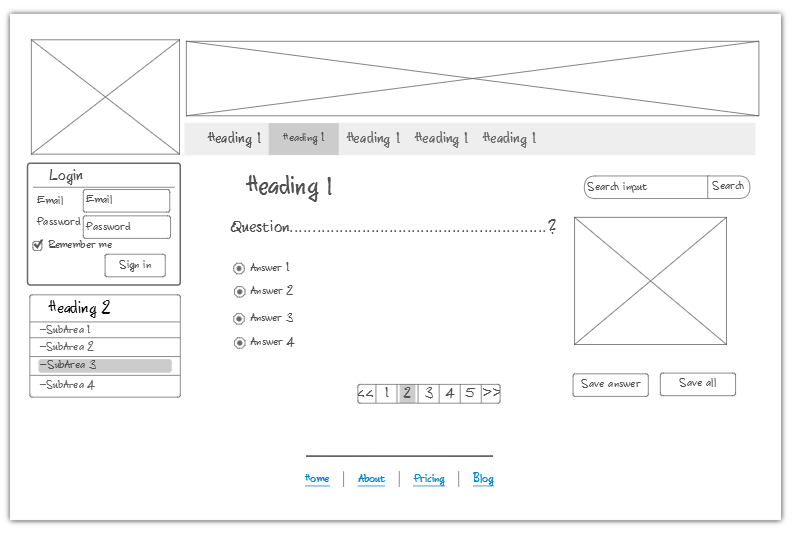 Heading 1 Heading 1 Heading 1 Heading 1 Heading 1
Login
Email Email
Password Password
Remember me
Sign in
Heading 2
-SubArea 1
-SubArea 2
-SubArea 3
-SubArea 4
Heading 1
Search input Search
Question..........................................................?
Answer 1
Answer 2
Answer 3
Answer 4
<< 1 2 3 4 5 >>
Save answer Save all
Home About Pricing Blog